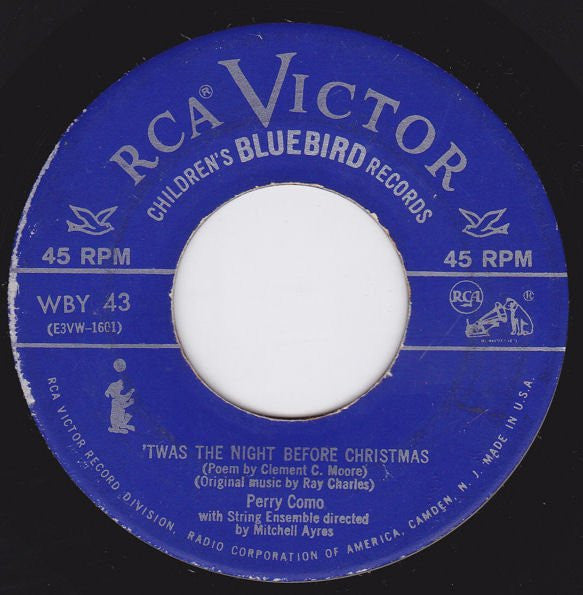 RCA® VICTOR
CHILDREN'S BLUEBIRD RECORDS
45 RPM
45 RPM
WBY 43
(E3VW-1601)
RCA
®
'TWAS THE NIGHT BEFORE CHRISTMAS
(Poem by Clement C. Moore)
(Original music by Ray Charles)
Perry Como
with String Ensemble directed
by Mitchell Ayres
RCA VICTOR RECORD DIVISION, RADIO CORPORATION OF AMERICA, CAMDEN, N. J. MADE IN U.S.A.